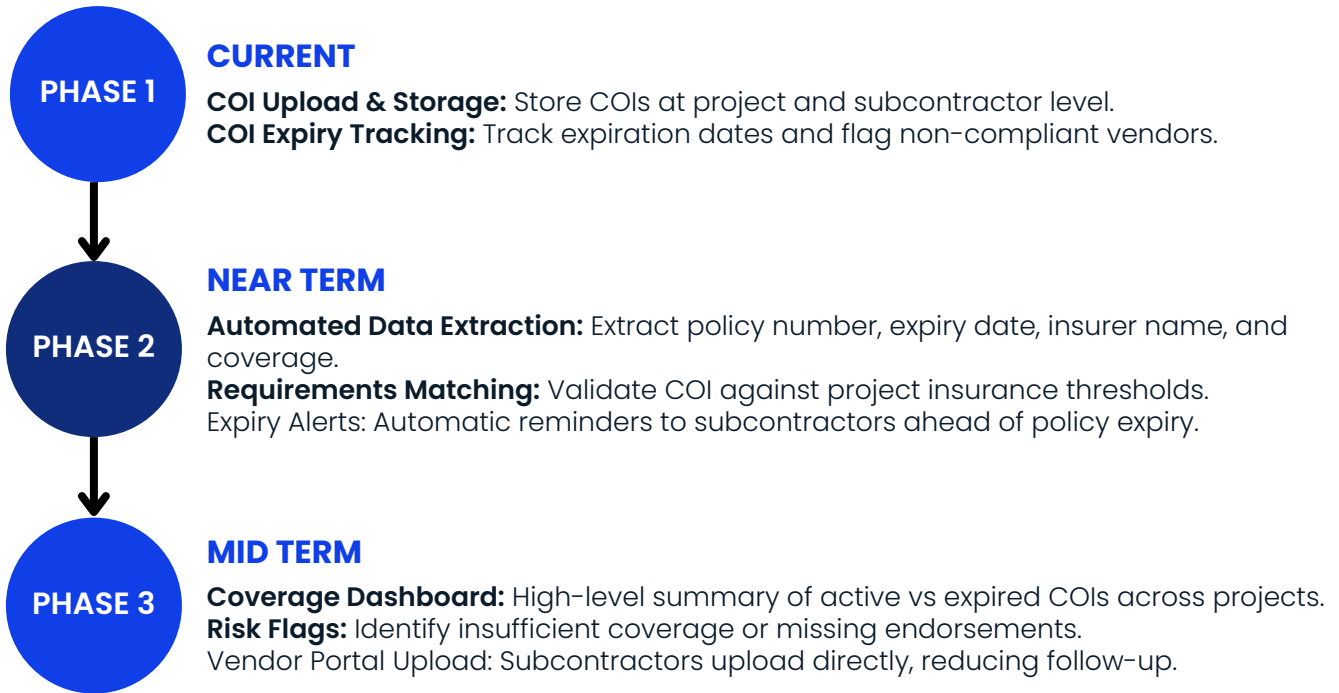 PHASE 1
CURRENT
COI Upload & Storage: Store COIs at project and subcontractor level.
COI Expiry Tracking: Track expiration dates and flag non-compliant vendors.
PHASE 2
NEAR TERM
Automated Data Extraction: Extract policy number, expiry date, insurer name, and
coverage.
Requirements Matching: Validate COI against project insurance thresholds.
Expiry Alerts: Automatic reminders to subcontractors ahead of policy expiry.
PHASE 3
MID TERM
Coverage Dashboard: High-level summary of active vs expired COIs across projects.
Risk Flags: Identify insufficient coverage or missing endorsements.
Vendor Portal Upload: Subcontractors upload directly, reducing follow-up.